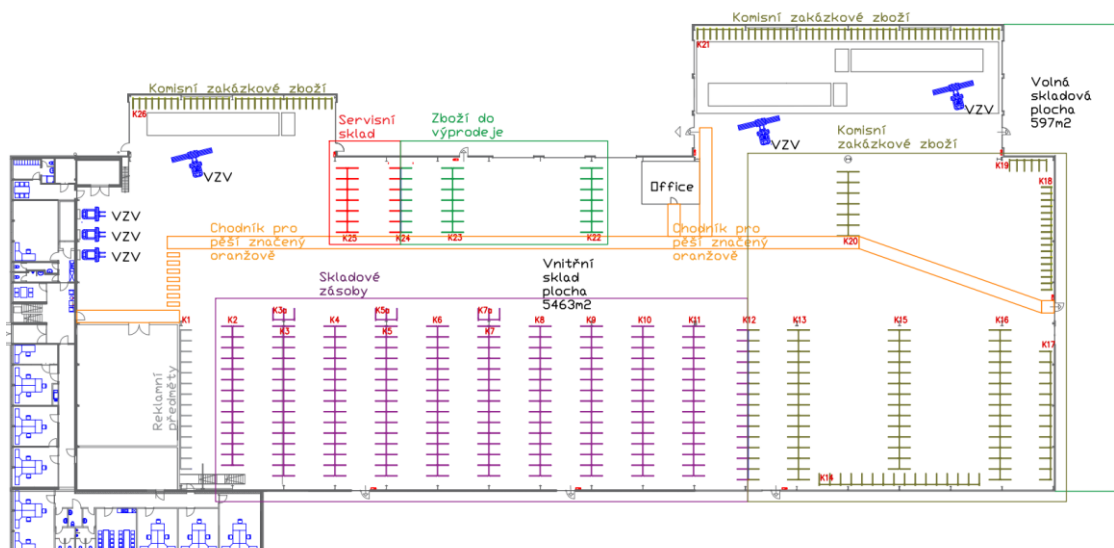 Komisní zakázkové zboží
K21
Volná
skladová
plocha
597m2
Komisní zakázkové zboží
K26
Servisní
sklad
Zboží do
výprodeje
VZV
VZV
Komisní
zakázkové zboží
K19
K18
VZV
Office
VZV
VZV
VZV
K25
K24
K23
K22
K20
Chodník pro
pěší značený
oranžově
Chodník pro
pěší značený
oranžově
Vnitřní
sklad
plocha
5463m2
Skladové
zásoby
K3a
K5a
K7a
K1
K2
K3
K4
K5
K6
K7
K8
K9
K10
K11
K12
K13
K15
K16
K17
Reklamní
předměty
K14